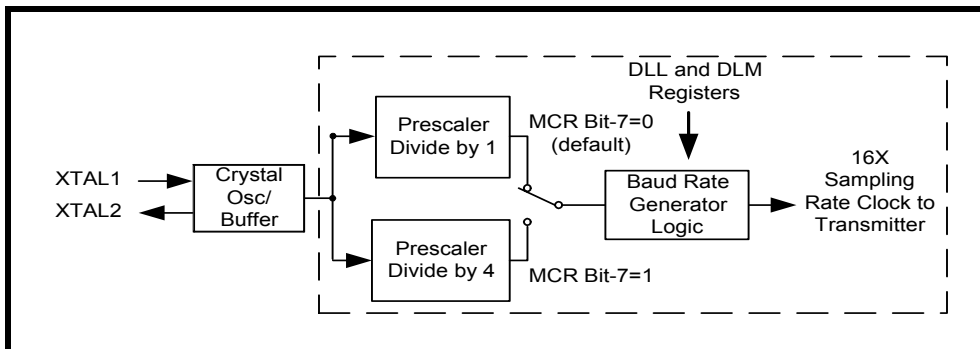 XTAL1
XTAL2
Crystal
Osc/
Buffer
Prescaler
Divide by 1
Prescaler
Divide by 4
MCR Bit-7=0
(default)
MCR Bit-7=1
DLL and DLM
Registers
Baud Rate
Generator
Logic
16X
Sampling
Rate Clock to
Transmitter